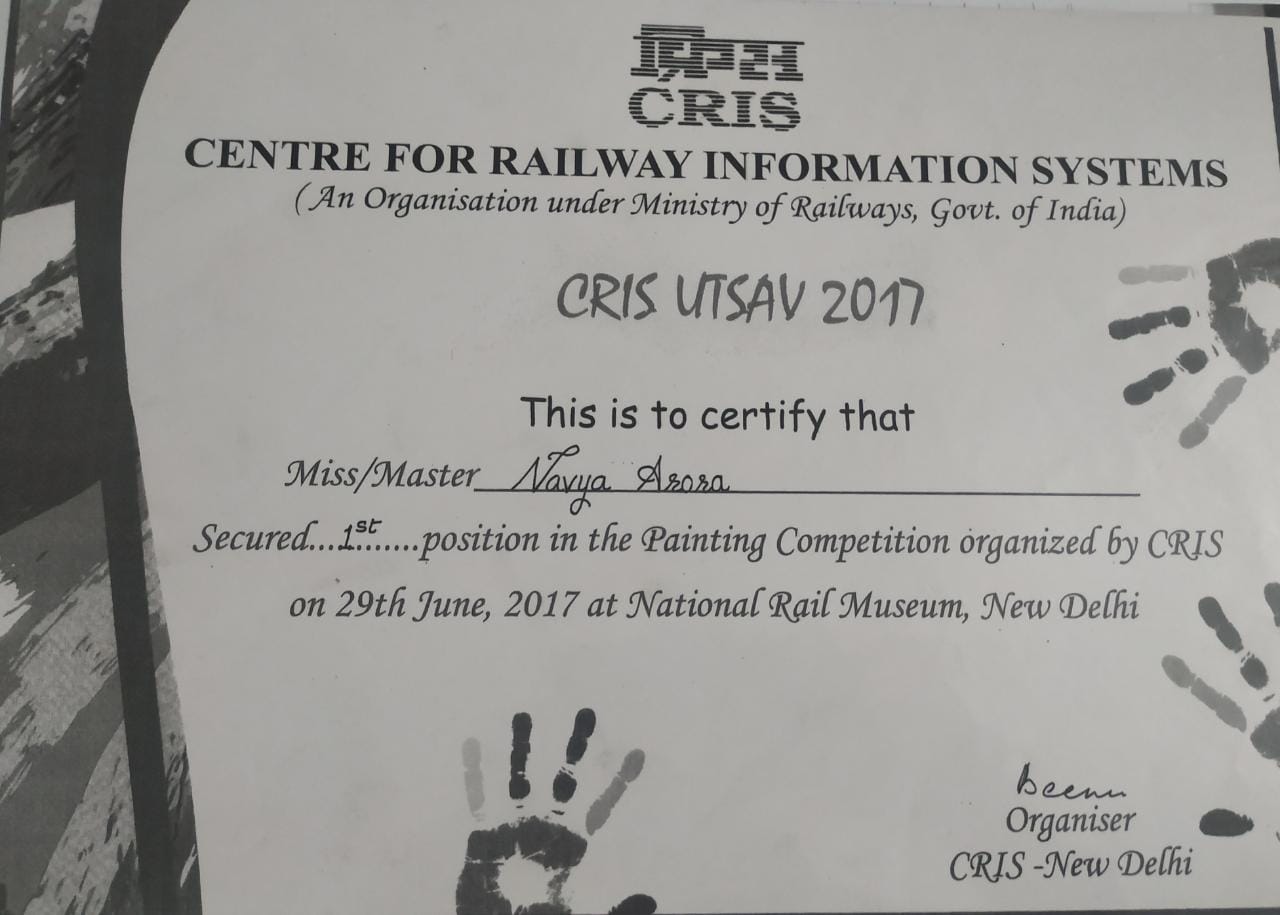 क्रिस
CRIS
CENTRE FOR RAILWAY INFORMATION SYSTEMS
(An Organisation under Ministry of Railways, Govt. of India)
CRIS UTSAV 2017
This is to certify that
Miss/Master Navya Arora
Secured...1st.......position in the Painting Competition organized by CRIS
on 29th June, 2017 at National Rail Museum, New Delhi
Beenu
Organiser
CRIS -New Delhi